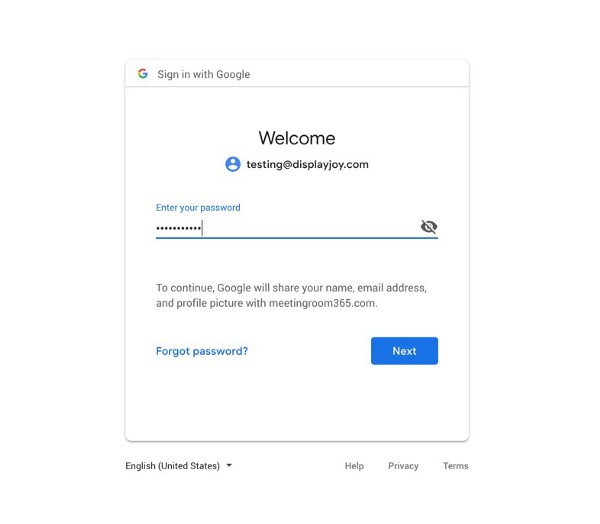 Sign in with Google
Welcome
testing@displayjoy.com
Enter your password
•••••••••••
To continue, Google will share your name, email address,
and profile picture with meetingroom365.com.
Forgot password?
Next
English (United States)
Help
Privacy
Terms